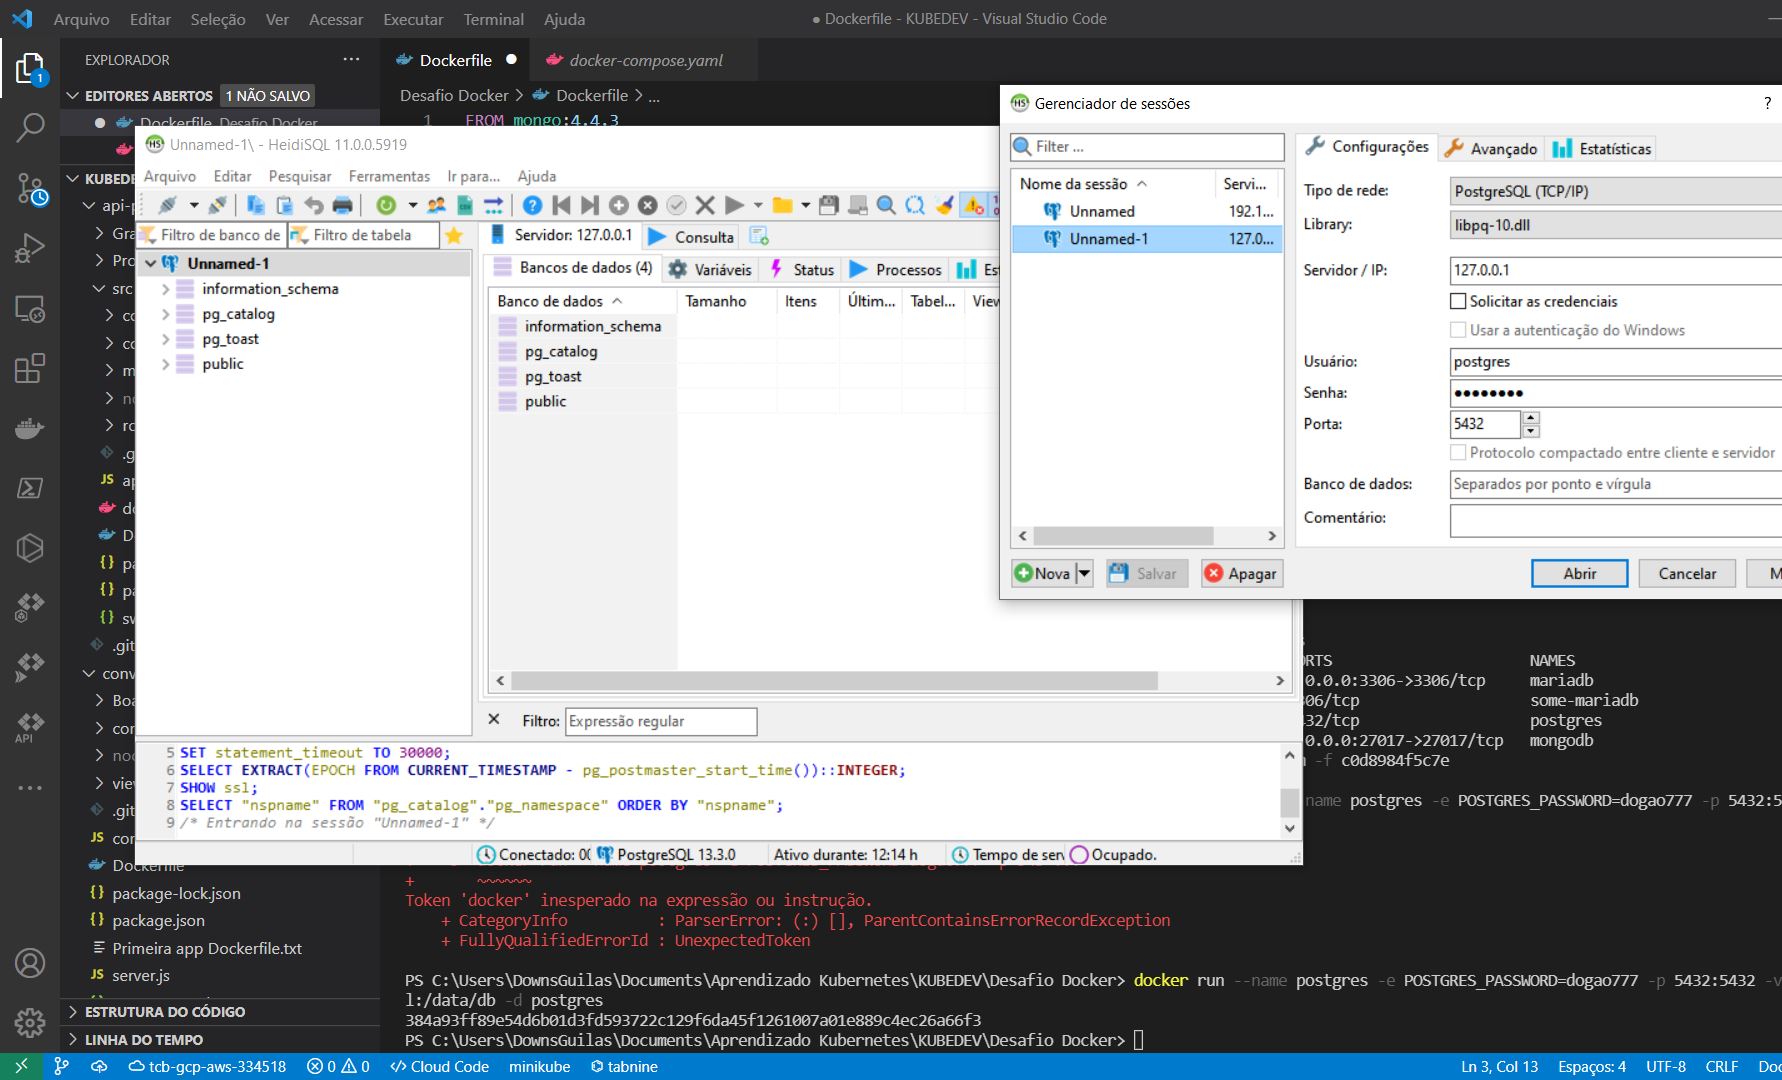 Arquivo Editar Seleção Ver Acessar Executar Terminal Ajuda
● Dockerfile - KUBEDEV - Visual Studio Code
EXPLORADOR
EDITORES ABERTOS 1 NÃO SALVO
Dockerfile Desafio Docker
KUBEDE
api-p
Gra
Pro
src
co
co
m
no
ro
.g
JS ap
do
D
{} pa
{} pa
{} sw
.git
conv
Boa
con
nod
view
.git
JS con
Dockerfile
{} package-lock.json
{} package.json
Primeira app Dockerfile.txt
JS server.js
ESTRUTURA DO CÓDIGO
LINHA DO TEMPO
API
1
Dockerfile
docker-compose.yaml
Desafio Docker > Dockerfile > ...
1 FROM mongo:4.4.3
Unnamed-1\ - HeidiSQL 11.0.0.5919
Arquivo Editar Pesquisar Ferramentas Ir para... Ajuda
Filtro de banco de
Filtro de tabela
Unnamed-1
information_schema
pg_catalog
pg_toast
public
Servidor: 127.0.0.1 Consulta
Bancos de dados (4) Variáveis Status Processos Es
Banco de dados Tamanho Itens Últim... Tabel... View
information_schema
pg_catalog
pg_toast
public
Filtro: Expressão regular
5 SET statement_timeout TO 30000;
6 SELECT EXTRACT(EPOCH FROM CURRENT_TIMESTAMP - pg_postmaster_start_time())::INTEGER;
7 SHOW ssl;
8 SELECT "nspname" FROM "pg_catalog"."pg_namespace" ORDER BY "nspname";
9 /* Entrando na sessão "Unnamed-1" */
Conectado: 00 PostgreSQL 13.3.0 Ativo durante: 12:14 h Tempo de serv Ocupado.
Gerenciador de sessões ?
Filter ...
Nome da sessão Servi...
Unnamed 192.1...
Unnamed-1 127.0...
Nova Salvar Apagar
Configurações Avançado Estatísticas
Tipo de rede: PostgreSQL (TCP/IP)
Library: libpq-10.dll
Servidor / IP: 127.0.0.1
Solicitar as credenciais
Usar a autenticação do Windows
Usuário: postgres
Senha: ●●●●●●●●
Porta: 5432
Protocolo compactado entre cliente e servidor
Banco de dados: Separados por ponto e vírgula
Comentário:
Abrir Cancelar M
RTS NAMES
.0.0.0:3306->3306/tcp mariadb
306/tcp some-mariadb
32/tcp postgres
.0.0.0:27017->27017/tcp mongodb
-f c0d8984f5c7e
name postgres -e POSTGRES_PASSWORD=dogao777 -p 5432:5
+ ~~~~~~
Token 'docker' inesperado na expressão ou instrução.
+ CategoryInfo : ParserError: (:) [], ParentContainsErrorRecordException
+ FullyQualifiedErrorId : UnexpectedToken
PS C:\Users\DownsGuilas\Documents\Aprendizado Kubernetes\KUBEDEV\Desafio Docker> docker run --name postgres -e POSTGRES_PASSWORD=dogao777 -p 5432:5432 -v
l:/data/db -d postgres
384a93ff89e54d6b01d3fd593722c129f6da45f1261007a01e889c4ec26a66f3
PS C:\Users\DownsGuilas\Documents\Aprendizado Kubernetes\KUBEDEV\Desafio Docker>
tcb-gcp-aws-334518 0 0 Cloud Code minikube tabnine
Ln 3, Col 13 Espaços: 4 UTF-8 CRLF Doc